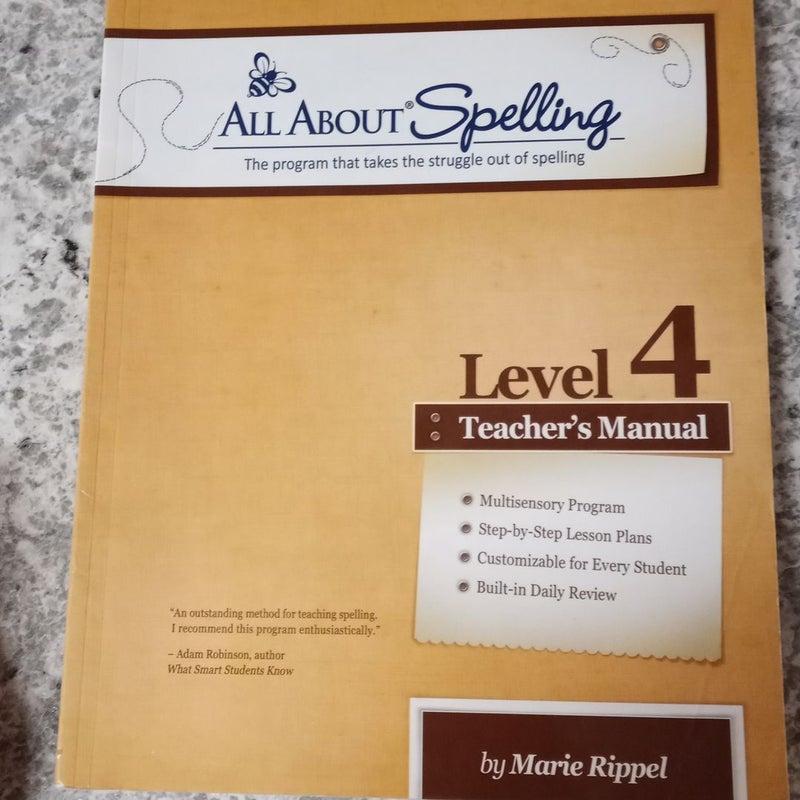 ALL ABOUT® Spelling
The program that takes the struggle out of spelling
Level 4
Teacher's Manual
Multisensory Program
Step-by-Step Lesson Plans
Customizable for Every Student
Built-in Daily Review
“An outstanding method for teaching spelling.
I recommend this program enthusiastically.”
– Adam Robinson, author
What Smart Students Know
by Marie Rippel